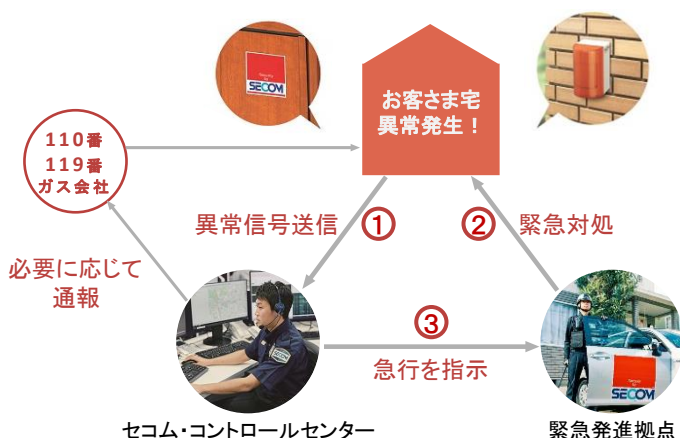 SECOM
お客さま宅
異常発生！
110番
119番
ガス会社
異常信号送信
①
②
緊急対処
必要に応じて
通報
③
急行を指示
SECOM
セコム・コントロールセンター
緊急発進拠点